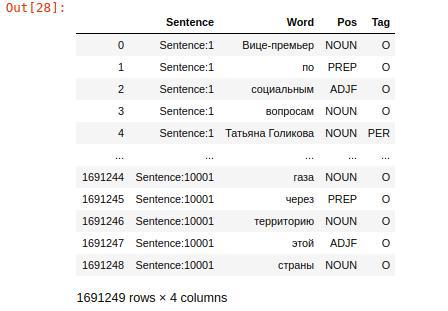 Out[28]:
Sentence Word Pos Tag
0 Sentence:1 Вице-премьер NOUN O
1 Sentence:1 по PREP O
2 Sentence:1 социальным ADJF O
3 Sentence:1 вопросам NOUN O
4 Sentence:1 Татьяна Голикова NOUN PER
... ... ... ... ...
1691244 Sentence:10001 газа NOUN O
1691245 Sentence:10001 через PREP O
1691246 Sentence:10001 территорию NOUN O
1691247 Sentence:10001 этой ADJF O
1691248 Sentence:10001 страны NOUN O
1691249 rows × 4 columns